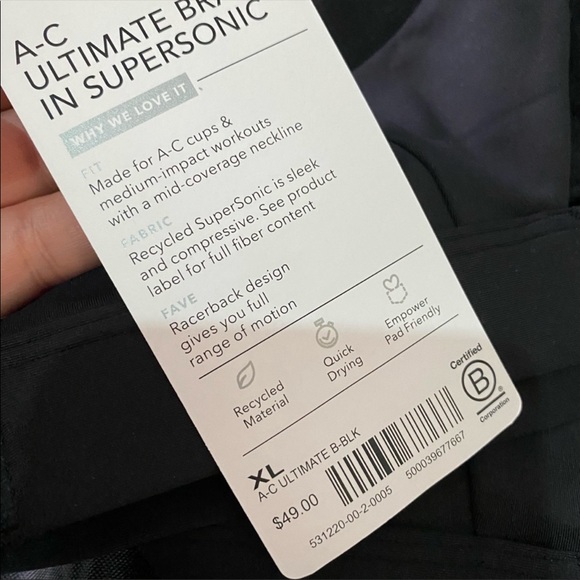 A-C
ULTIMATE BRA
IN SUPERSONIC
WHY WE LOVE IT
FIT
Made for A-C cups &
medium-impact workouts
with a mid-coverage neckline
FABRIC
Recycled SuperSonic is sleek
and compressive. See product
label for full fiber content
FAVE
Racerback design
gives you full
range of motion
Recycled
Material
Quick
Drying
Empower
Pad Friendly
Certified
B
®
Corporation
XL
A-C ULTIMATE B-BLK
$49.00
531220-00-2-0005
500039677667